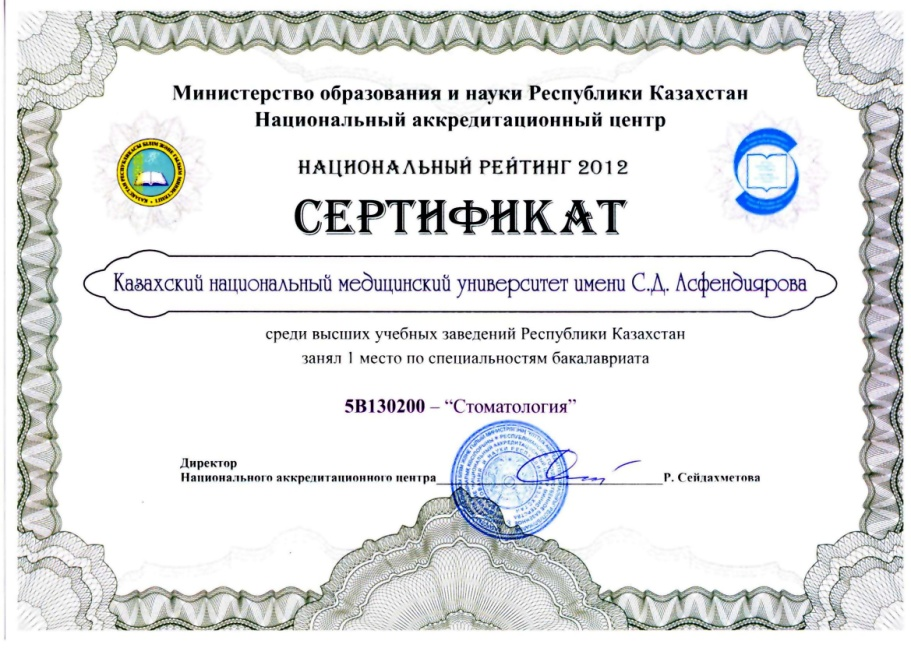 Министерство образования и науки Республики Казахстан
Национальный аккредитационный центр
НАЦИОНАЛЬНЫЙ РЕЙТИНГ 2012
СЕРТИФИКАТ
Казахский национальный медицинский университет имени С.Д. Асфендиярова
среди высших учебных заведений Республики Казахстан
занял 1 место по специальностям бакалавриата
5В130200 – “Стоматология”
Директор
Национального аккредитационного центра Р. Сейдахметова